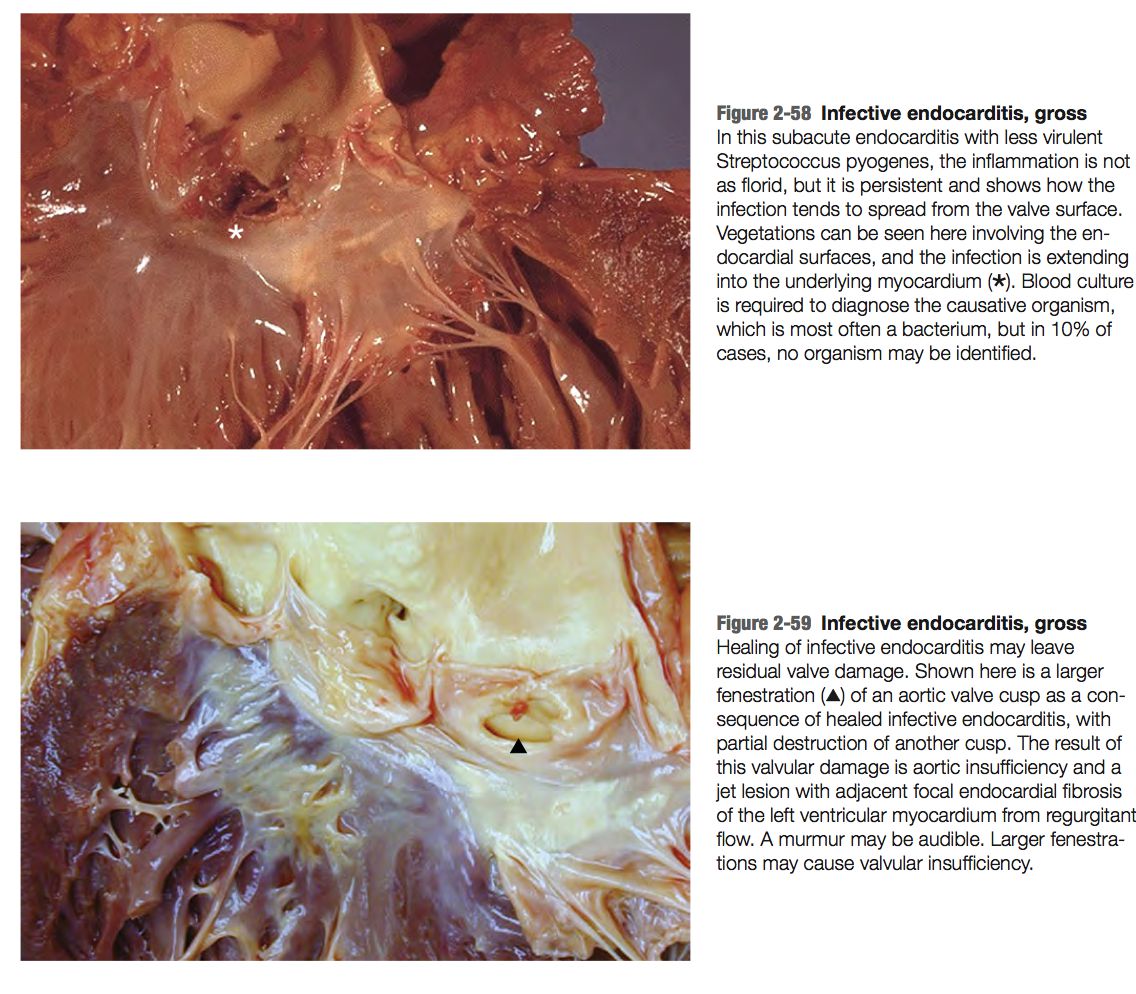 Figure 2-58 Infective endocarditis, gross
In this subacute endocarditis with less virulent
Streptococcus pyogenes, the inflammation is not
as florid, but it is persistent and shows how the
infection tends to spread from the valve surface.
Vegetations can be seen here involving the en-
docardial surfaces, and the infection is extending
into the underlying myocardium (*). Blood culture
is required to diagnose the causative organism,
which is most often a bacterium, but in 10% of
cases, no organism may be identified.
*
Figure 2-59 Infective endocarditis, gross
Healing of infective endocarditis may leave
residual valve damage. Shown here is a larger
fenestration (▲) of an aortic valve cusp as a con-
sequence of healed infective endocarditis, with
partial destruction of another cusp. The result of
this valvular damage is aortic insufficiency and a
jet lesion with adjacent focal endocardial fibrosis
of the left ventricular myocardium from regurgitant
flow. A murmur may be audible. Larger fenestra-
tions may cause valvular insufficiency.
▲